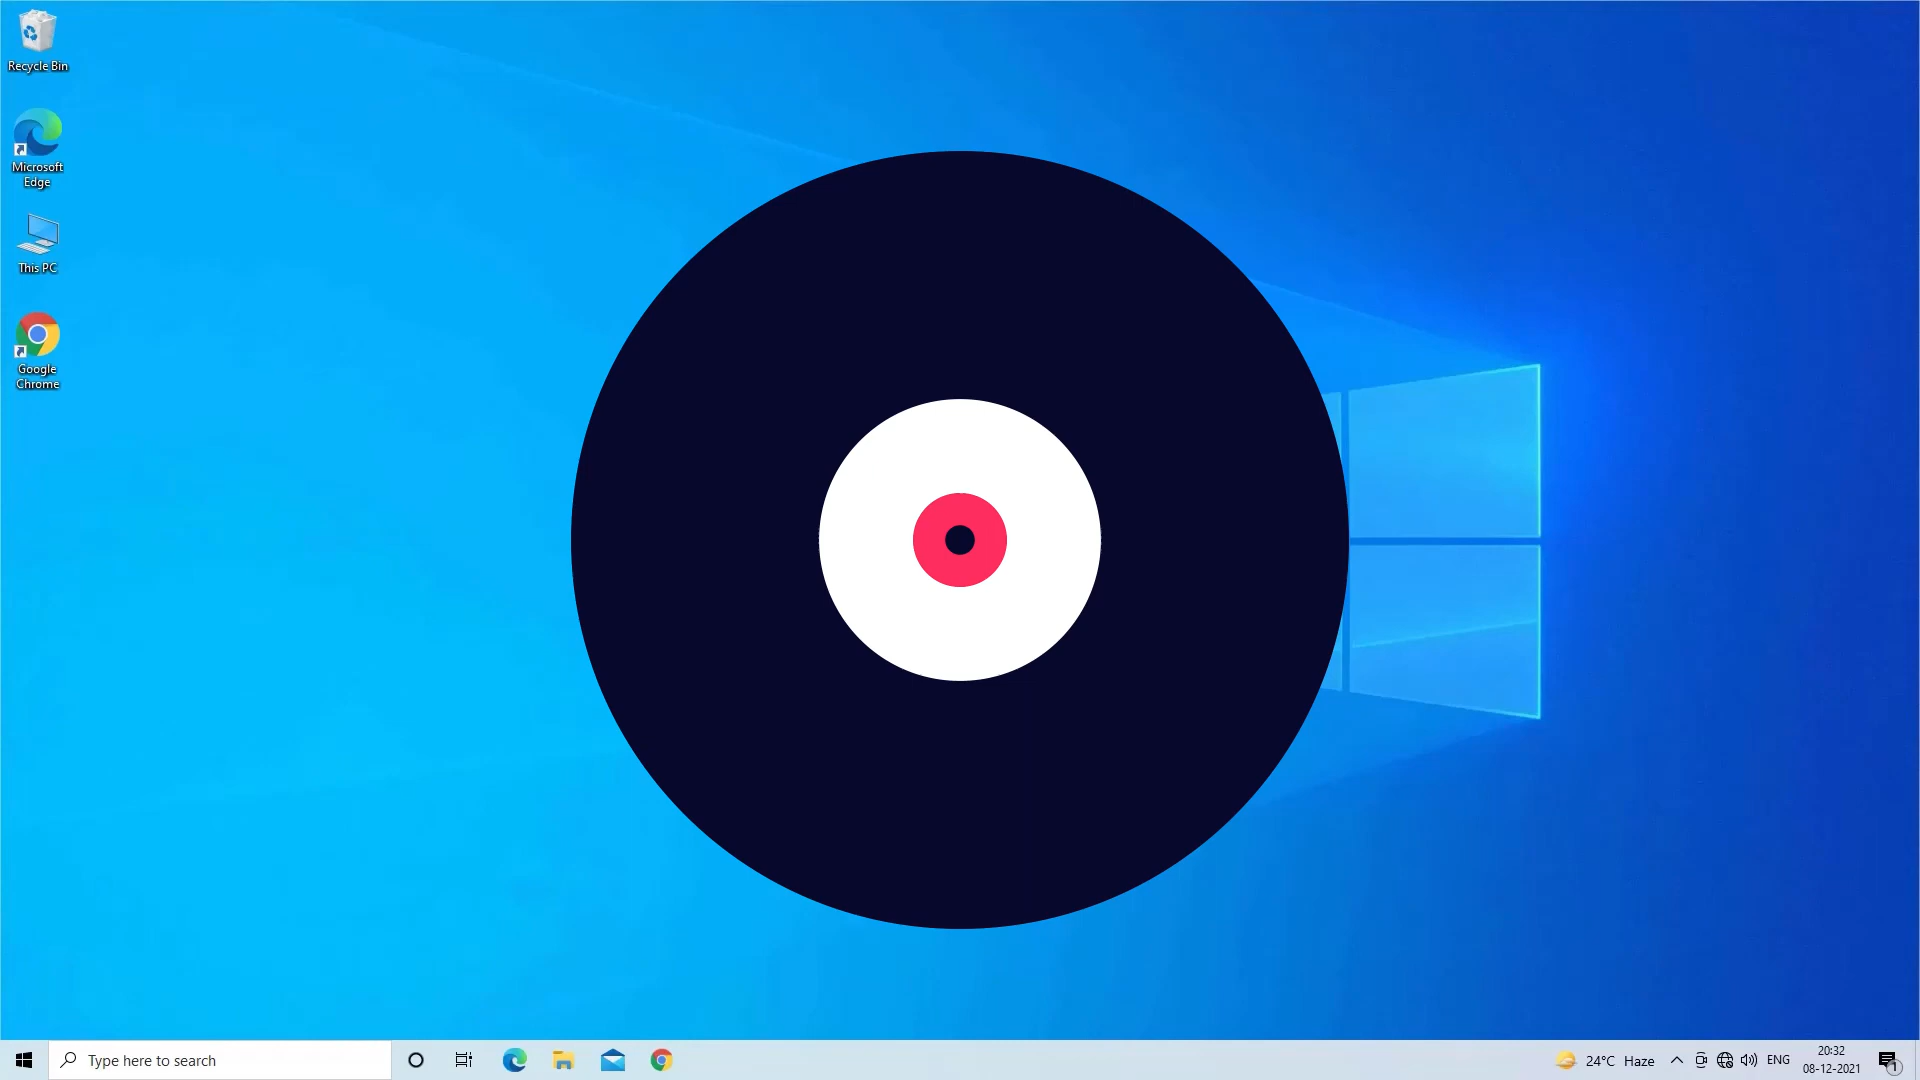 Recycle Bin
Microsoft
Edge
This PC
Google
Chrome
Type here to search
24°C Haze
ENG
20:32
08-12-2021
1